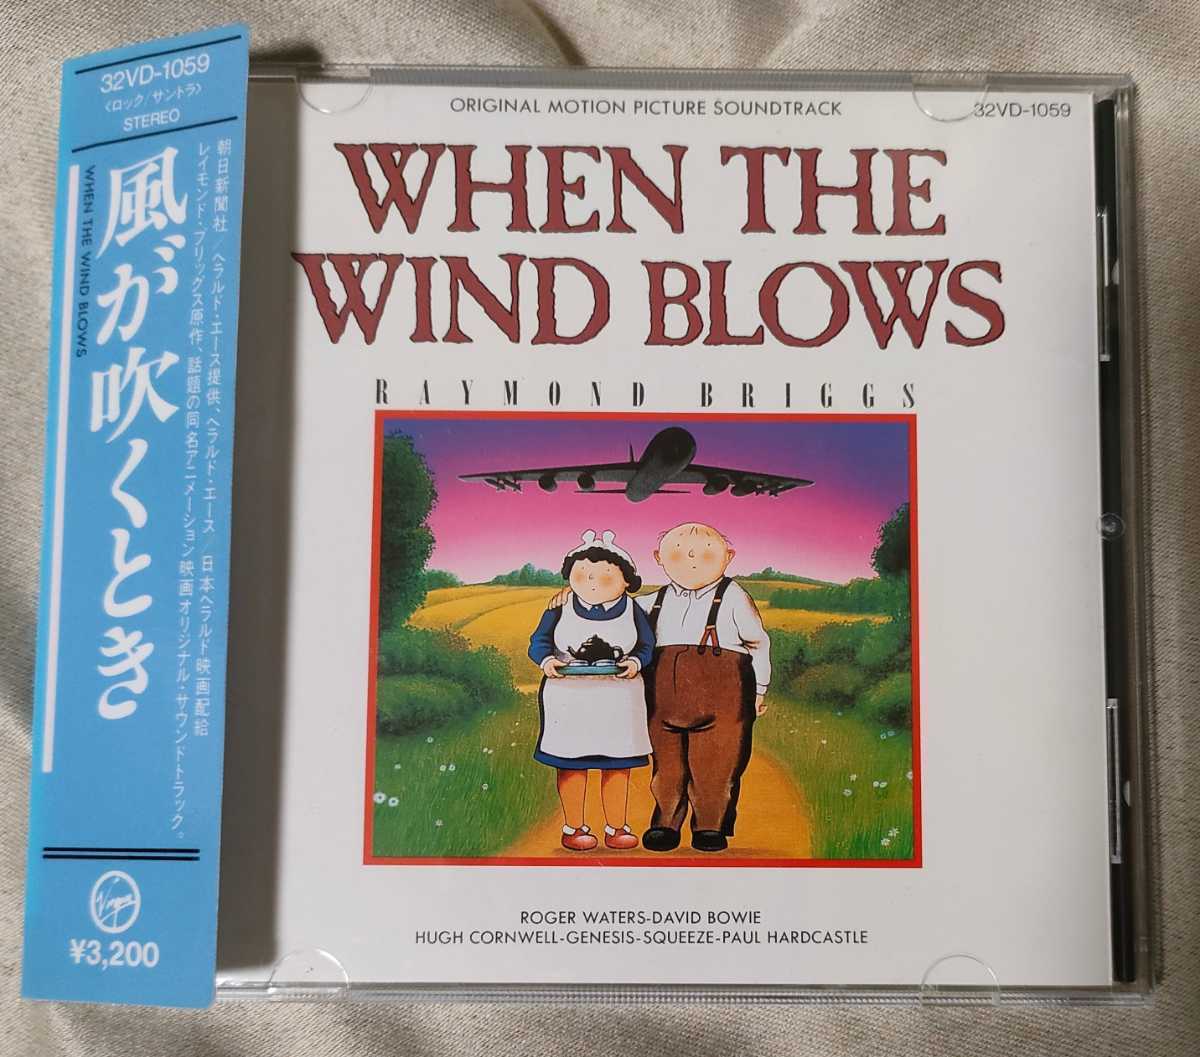 32VD-1059
〈ロック/サントラ〉
STEREO
朝日新聞社/ヘラルド・エース提供、ヘラルド・エース/日本ヘラルド映画配給
レイモンド・ブリッグス原作、話題の同名アニメーション映画オリジナル・サウンド・トラック。
風が吹くとき
WHEN THE WIND BLOWS
Virgin
¥3,200
ORIGINAL MOTION PICTURE SOUNDTRACK
32VD-1059
WHEN THE
WIND BLOWS
RAYMOND BRIGGS
ROGER WATERS-DAVID BOWIE
HUGH CORNWELL-GENESIS-SQUEEZE-PAUL HARDCASTLE